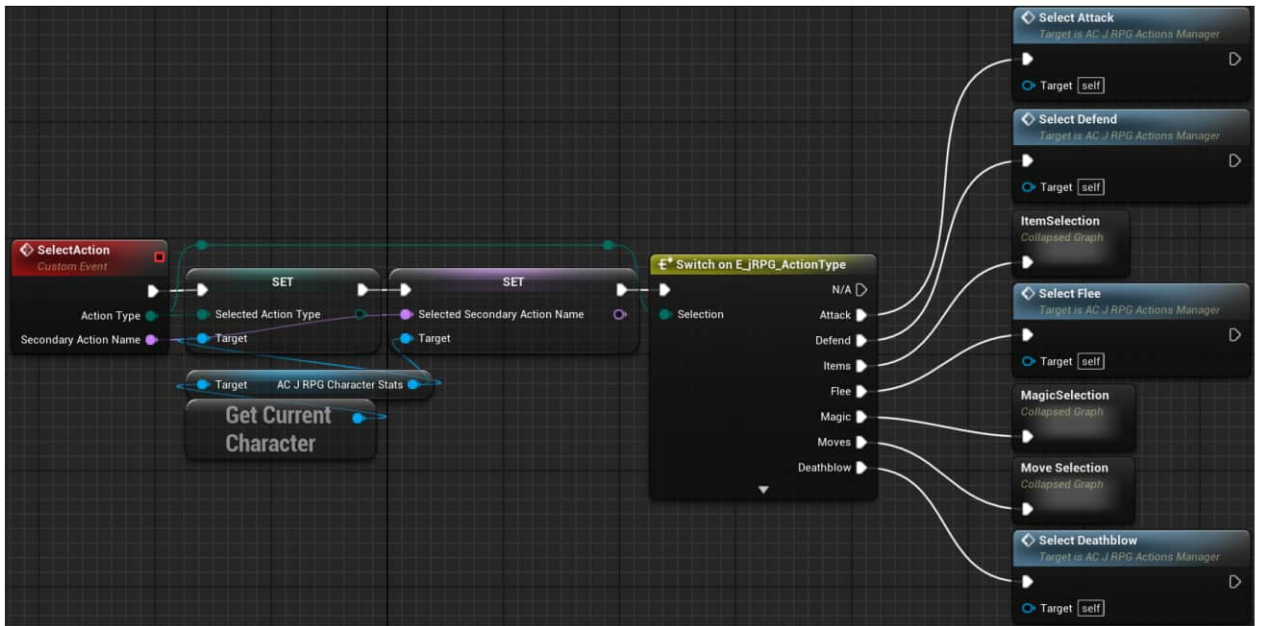 SelectAction
Custom Event
Action Type
Secondary Action Name
SET
Selected Action Type
Target
SET
Selected Secondary Action Name
Target
Target AC J RPG Character Stats
Get Current
Character
Switch on E_jRPG_ActionType
N/A
Selection
Attack
Defend
Items
Flee
Magic
Moves
Deathblow
Select Attack
Target is AC J RPG Actions Manager
Target self
Select Defend
Target is AC J RPG Actions Manager
Target self
ItemSelection
Collapsed Graph
Select Flee
Target is AC J RPG Actions Manager
Target self
MagicSelection
Collapsed Graph
Move Selection
Collapsed Graph
Select Deathblow
Target is AC J RPG Actions Manager
Target self